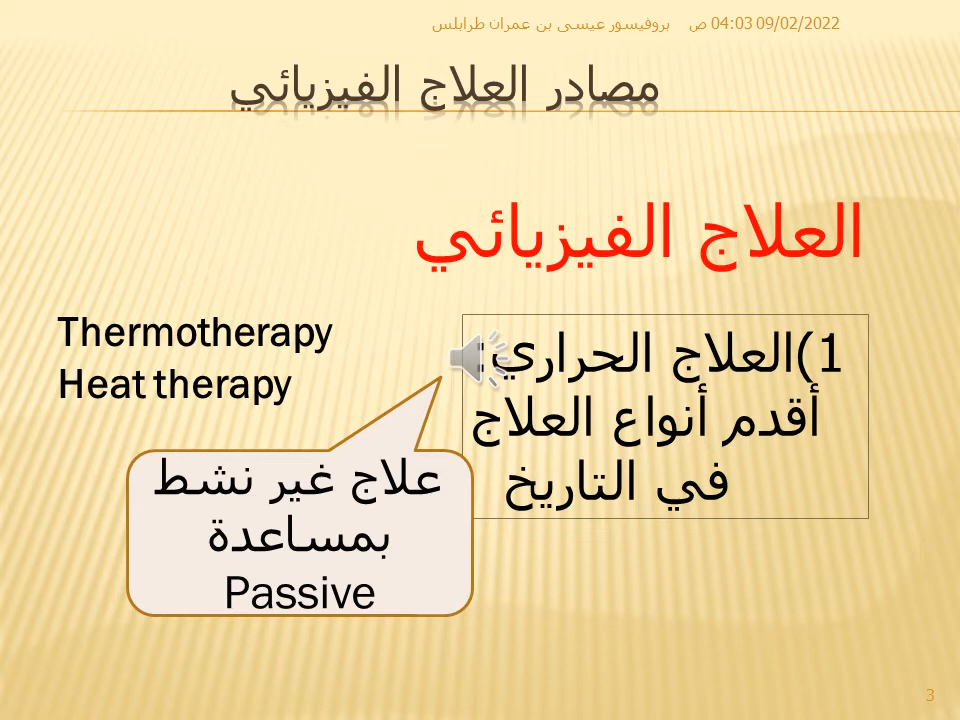 09/02/2022 04:03 ص بروفيسور عيسى بن عمران طرابلس
مصادر العلاج الفيزيائي
العلاج الفيزيائي
1)العلاج الحراري:
أقدم أنواع العلاج
في التاريخ
Thermotherapy
Heat therapy
علاج غير نشط
بمساعدة
Passive
3